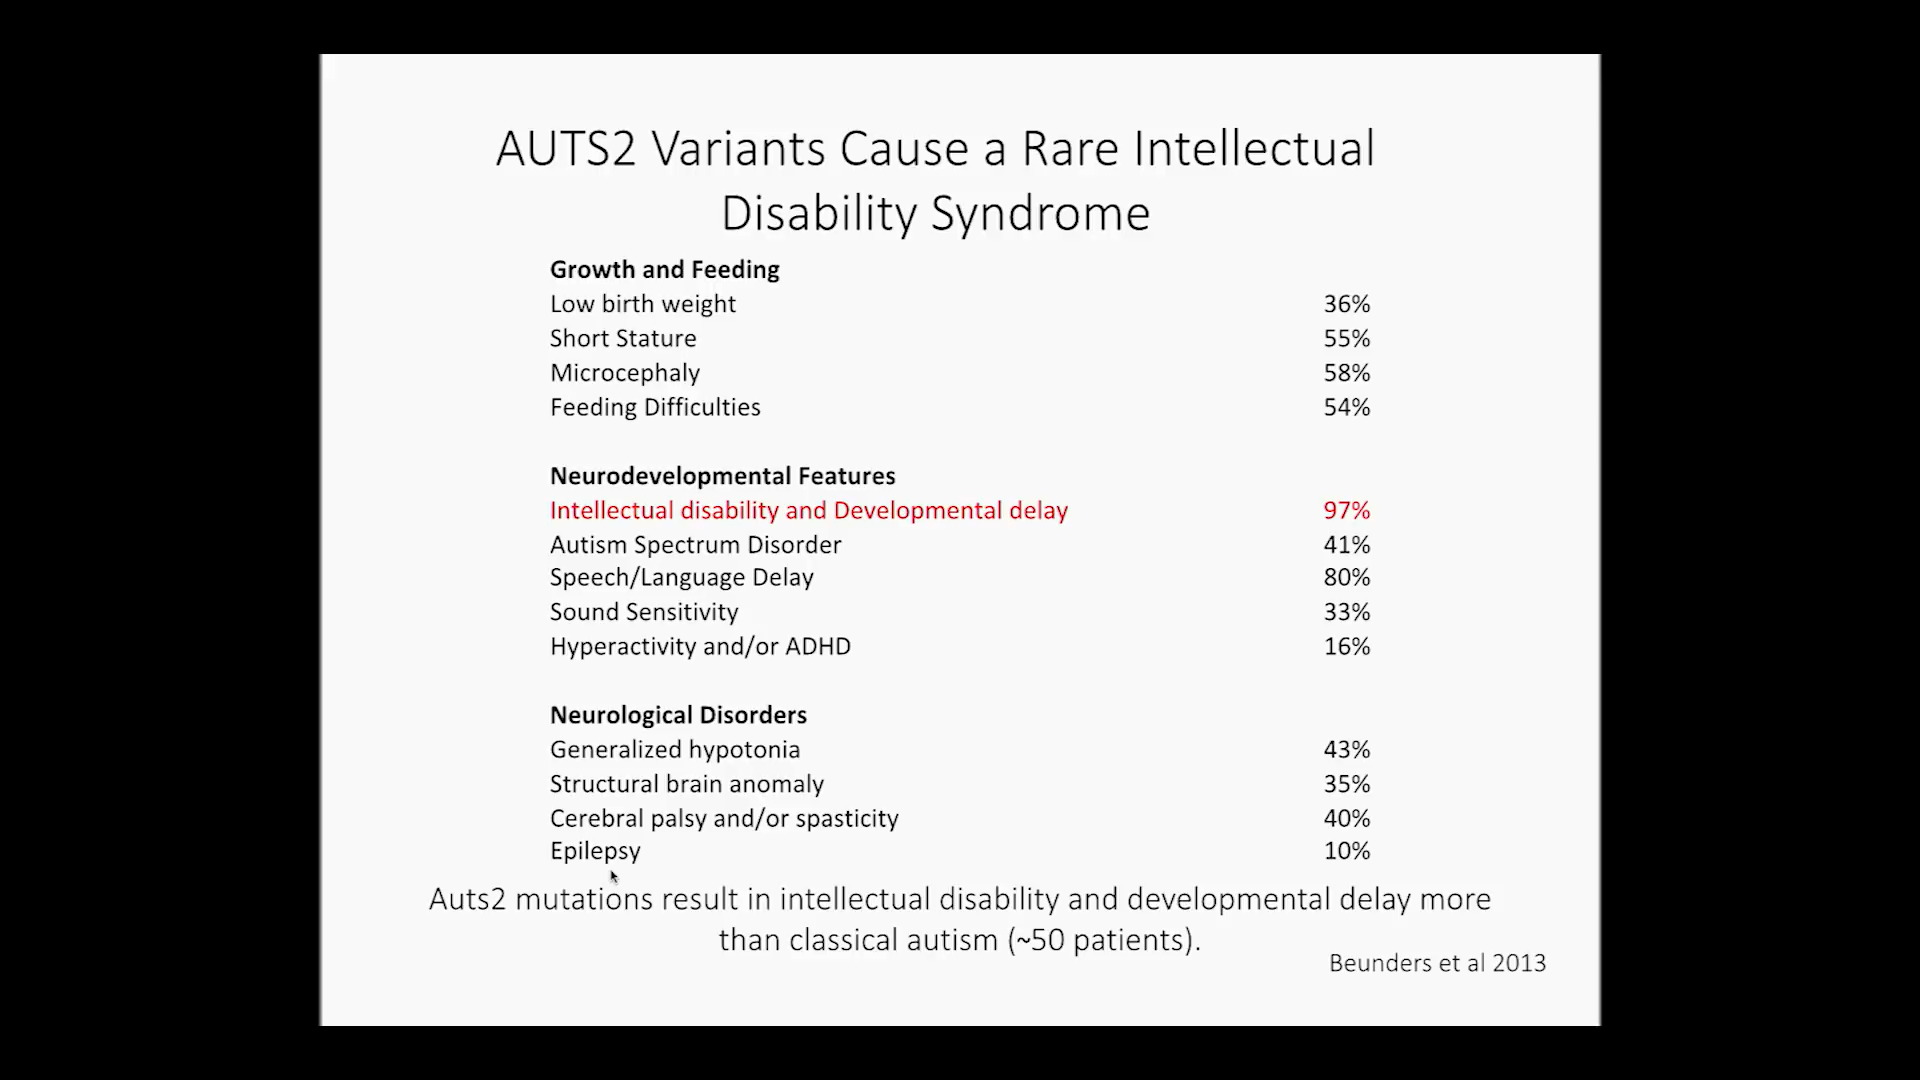 AUTS2 Variants Cause a Rare Intellectual
Disability Syndrome
Growth and Feeding
Low birth weight 36%
Short Stature 55%
Microcephaly 58%
Feeding Difficulties 54%
Neurodevelopmental Features
Intellectual disability and Developmental delay 97%
Autism Spectrum Disorder 41%
Speech/Language Delay 80%
Sound Sensitivity 33%
Hyperactivity and/or ADHD 16%
Neurological Disorders
Generalized hypotonia 43%
Structural brain anomaly 35%
Cerebral palsy and/or spasticity 40%
Epilepsy 10%
Auts2 mutations result in intellectual disability and developmental delay more
than classical autism (~50 patients).
Beunders et al 2013